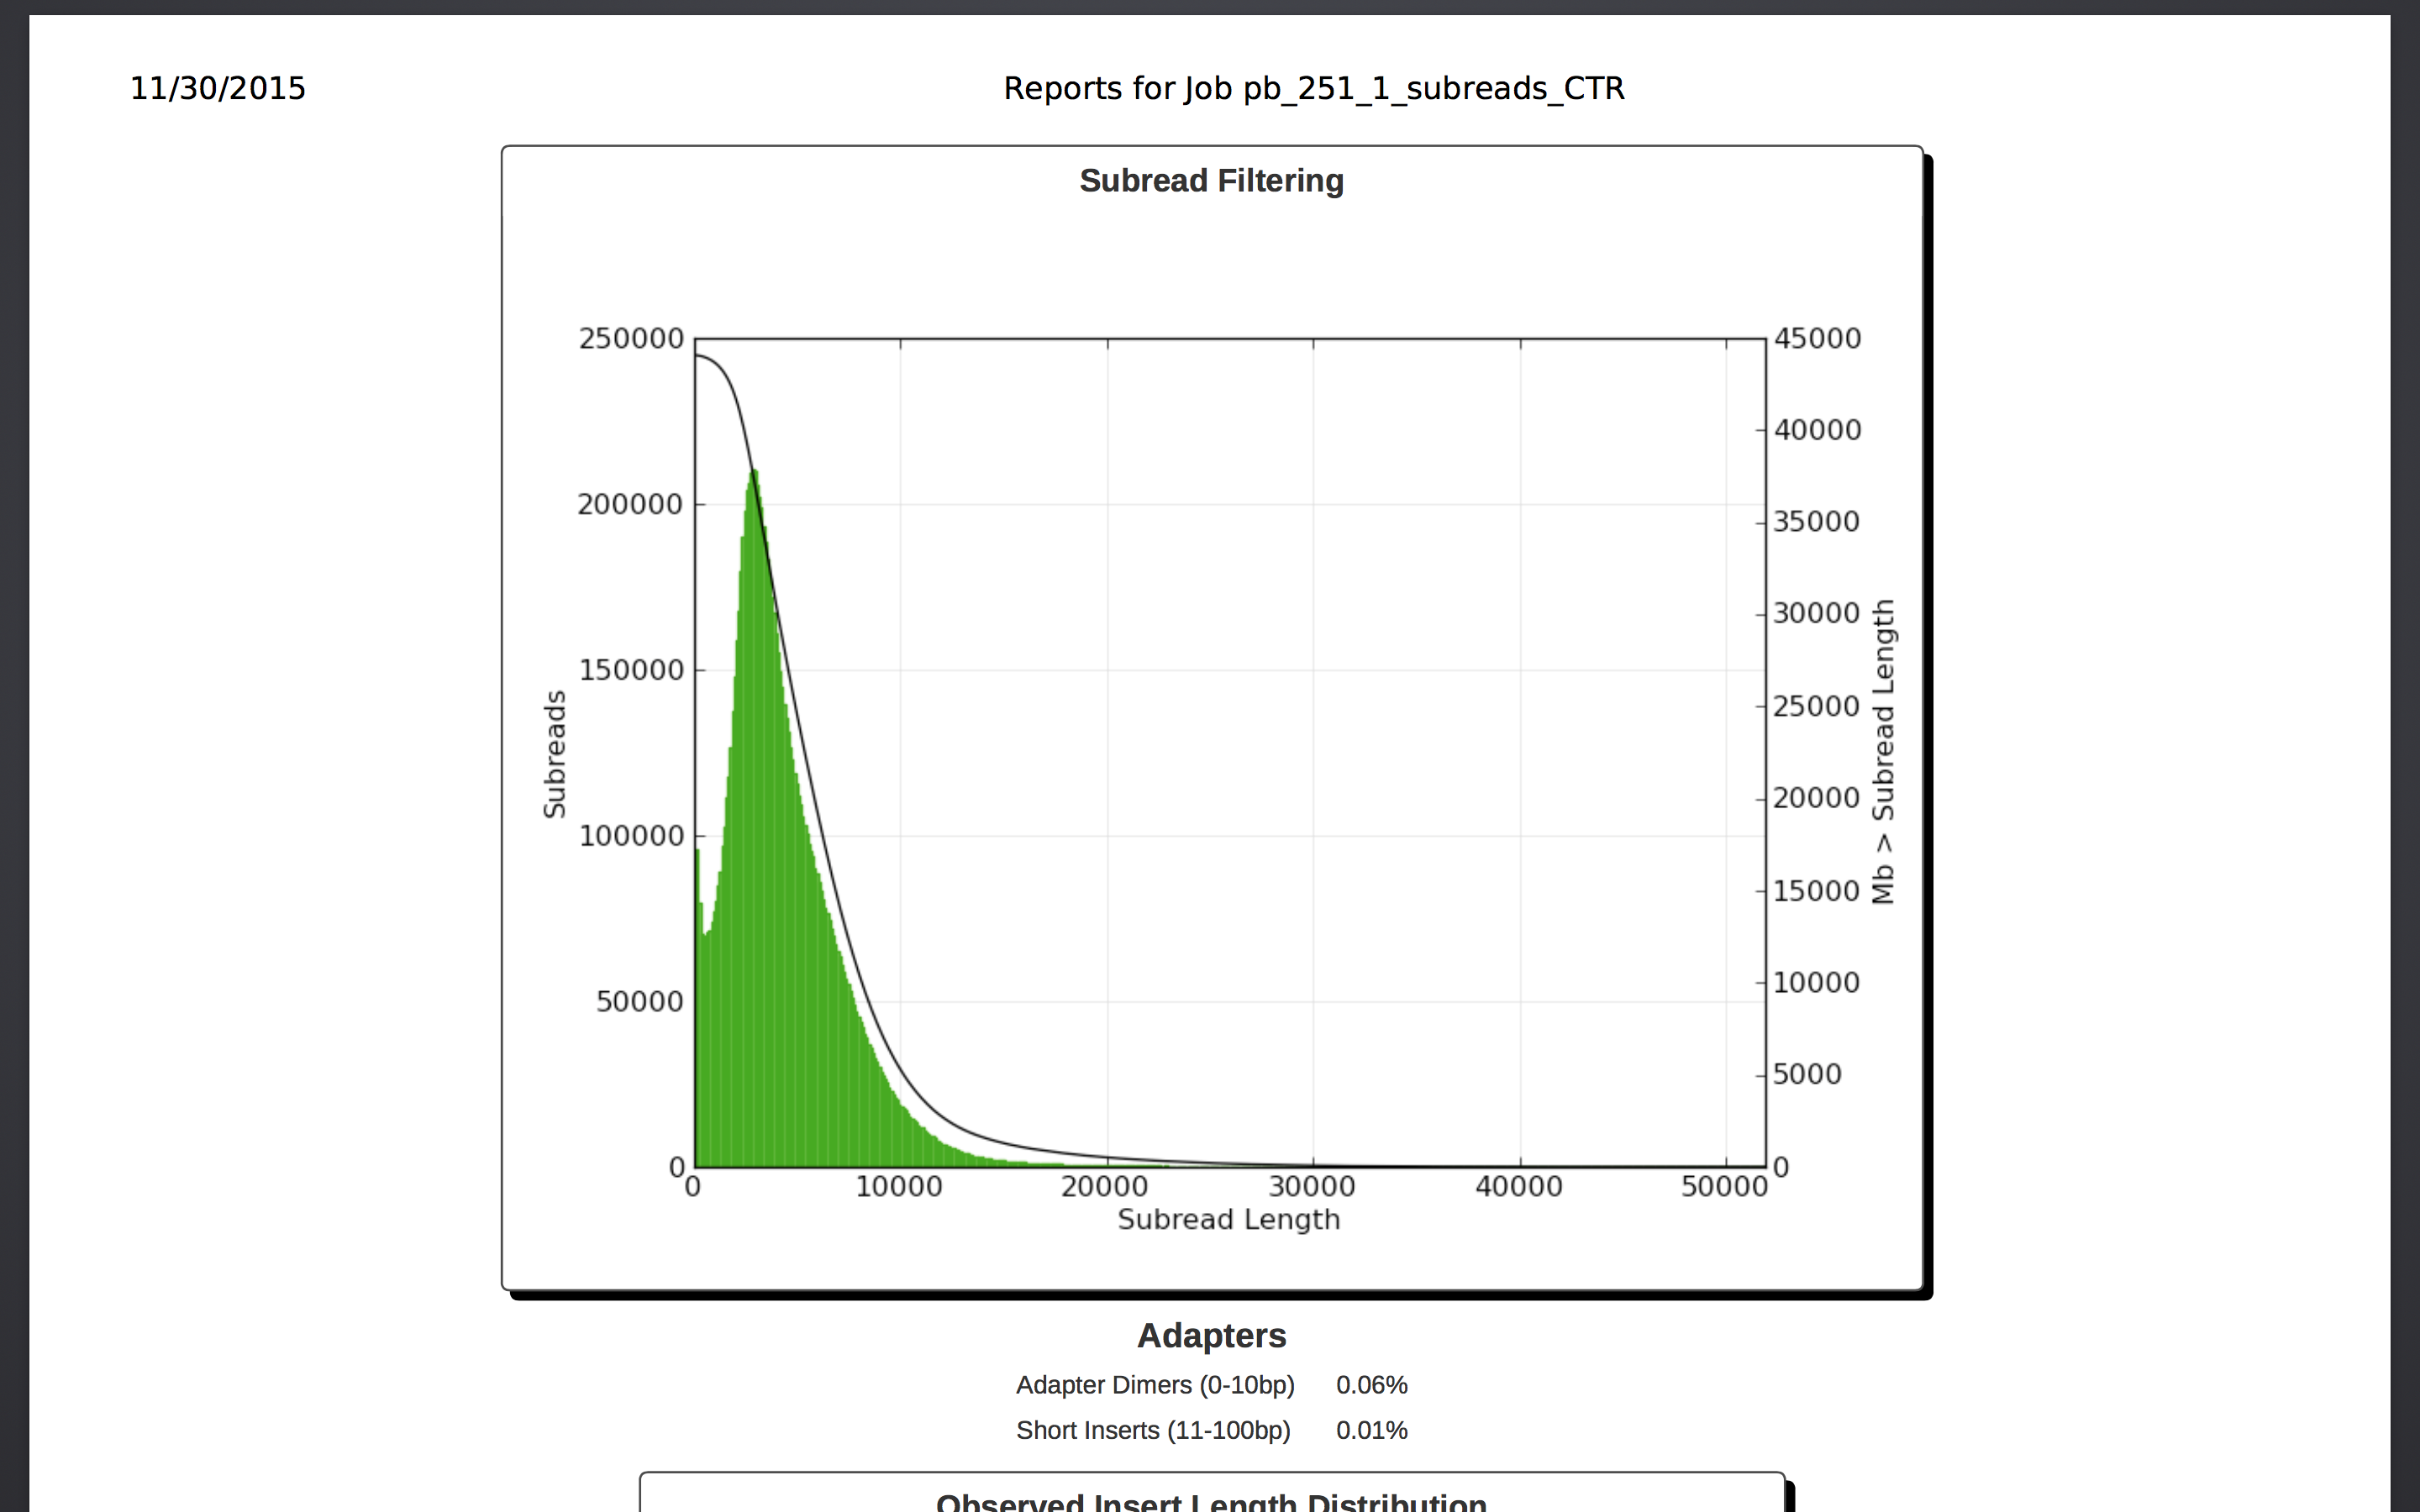 11/30/2015 Reports for Job pb_251_1_subreads_CTR
Subread Filtering
250000 45000
40000
200000
35000
30000
150000
25000
Subreads
Mb > Subread Length
20000
100000
15000
10000
50000
5000
0 0
0 10000 20000 30000 40000 50000
Subread Length
Adapters
Adapter Dimers (0-10bp) 0.06%
Short Inserts (11-100bp) 0.01%
Observed Insert Length Distribution